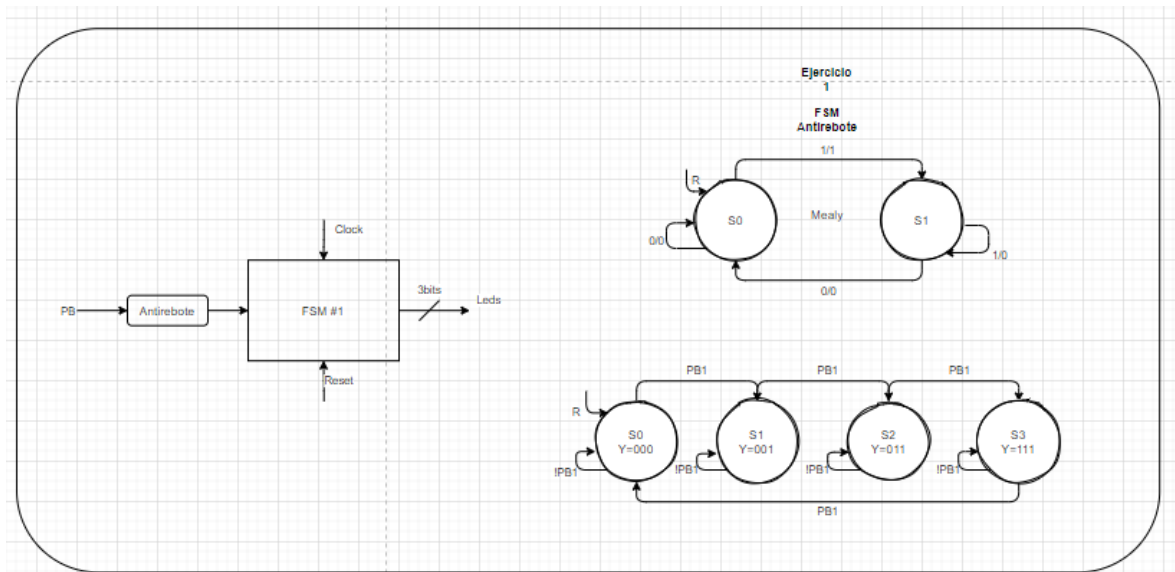 Ejercicio
1
FSM
Antirebote
1/1
R
S0
Mealy
S1
0/0
1/0
0/0
Clock
3bits
Leds
PB
Antirebote
FSM #1
Reset
PB1
PB1
PB1
R
S0
Y=000
S1
Y=001
S2
Y=011
S3
Y=111
!PB1
!PB1
!PB1
!PB1
PB1